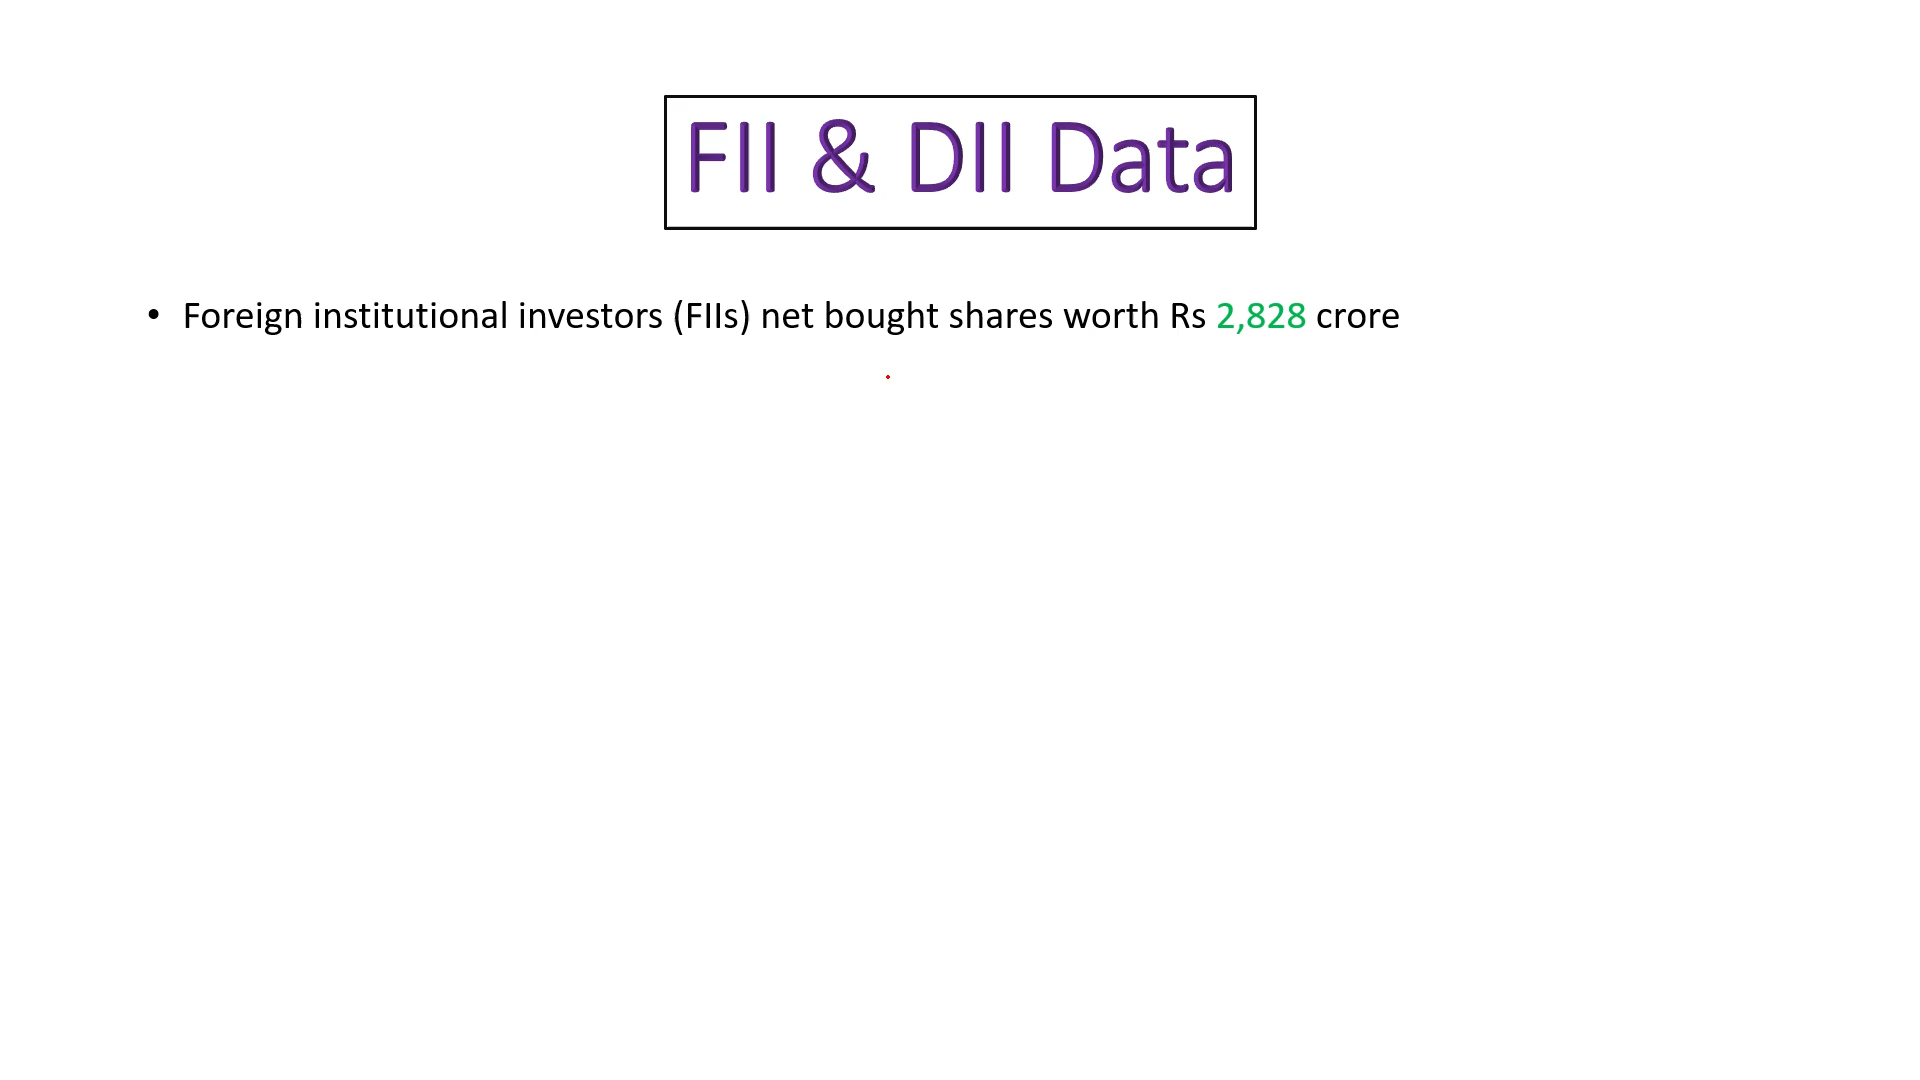 FII & DII Data
• Foreign institutional investors (FIIs) net bought shares worth Rs 2,828 crore